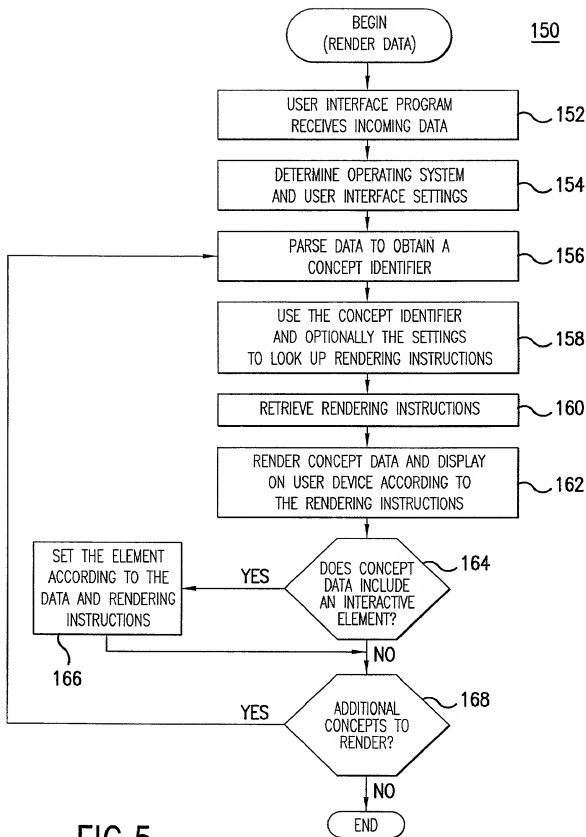 BEGIN
(RENDER DATA)
150
USER INTERFACE PROGRAM
RECEIVES INCOMING DATA
152
DETERMINE OPERATING SYSTEM
AND USER INTERFACE SETTINGS
154
PARSE DATA TO OBTAIN A
CONCEPT IDENTIFIER
156
USE THE CONCEPT IDENTIFIER
AND OPTIONALLY THE SETTINGS
TO LOOK UP RENDERING INSTRUCTIONS
158
RETRIEVE RENDERING INSTRUCTIONS
160
RENDER CONCEPT DATA AND DISPLAY
ON USER DEVICE ACCORDING TO
THE RENDERING INSTRUCTIONS
162
DOES CONCEPT
DATA INCLUDE
AN INTERACTIVE
ELEMENT?
164
YES
SET THE ELEMENT
ACCORDING TO THE
DATA AND RENDERING
INSTRUCTIONS
166
NO
ADDITIONAL
CONCEPTS TO
RENDER?
168
YES
NO
END
FIG.5